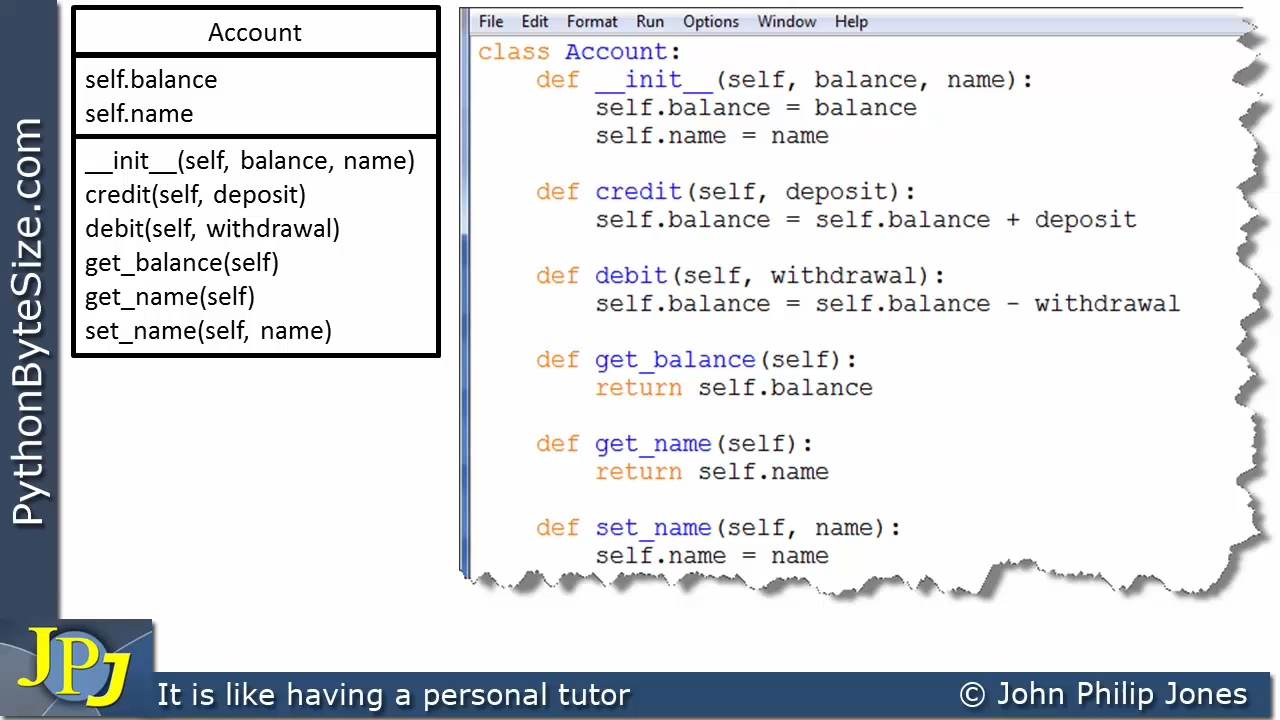 PythonByteSize.com
Account
self.balance
self.name
__init__(self, balance, name)
credit(self, deposit)
debit(self, withdrawal)
get_balance(self)
get_name(self)
set_name(self, name)
File Edit Format Run Options Window Help
class Account:
    def __init__(self, balance, name):
        self.balance = balance
        self.name = name
    def credit(self, deposit):
        self.balance = self.balance + deposit
    def debit(self, withdrawal):
        self.balance = self.balance - withdrawal
    def get_balance(self):
        return self.balance
    def get_name(self):
        return self.name
    def set_name(self, name):
        self.name = name
JPJ
It is like having a personal tutor
© John Philip Jones